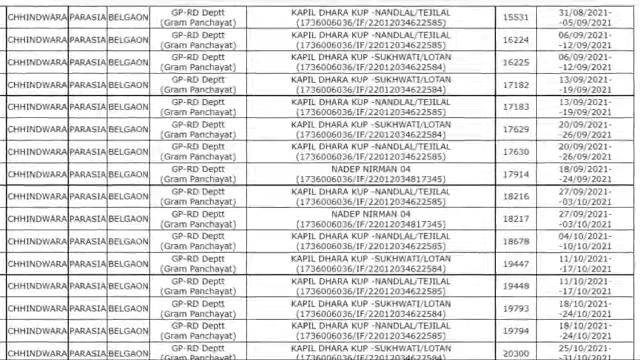 CHHINDWARA PARASIA BELGAON GP-RD Deptt (Gram Panchayat) KAPIL DHARA KUP -NANDLAL/TEJILAL (1736006036/IF/22012034622585) 15531 31/08/2021--05/09/2021
CHHINDWARA PARASIA BELGAON GP-RD Deptt (Gram Panchayat) KAPIL DHARA KUP -NANDLAL/TEJILAL (1736006036/IF/22012034622585) 16224 06/09/2021--12/09/2021
CHHINDWARA PARASIA BELGAON GP-RD Deptt (Gram Panchayat) KAPIL DHARA KUP -SUKHWATI/LOTAN (1736006036/IF/22012034622584) 16225 06/09/2021--12/09/2021
CHHINDWARA PARASIA BELGAON GP-RD Deptt (Gram Panchayat) KAPIL DHARA KUP -SUKHWATI/LOTAN (1736006036/IF/22012034622584) 17182 13/09/2021--19/09/2021
CHHINDWARA PARASIA BELGAON GP-RD Deptt (Gram Panchayat) KAPIL DHARA KUP -NANDLAL/TEJILAL (1736006036/IF/22012034622585) 17183 13/09/2021--19/09/2021
CHHINDWARA PARASIA BELGAON GP-RD Deptt (Gram Panchayat) KAPIL DHARA KUP -SUKHWATI/LOTAN (1736006036/IF/22012034622584) 17629 20/09/2021--26/09/2021
CHHINDWARA PARASIA BELGAON GP-RD Deptt (Gram Panchayat) KAPIL DHARA KUP -NANDLAL/TEJILAL (1736006036/IF/22012034622585) 17630 20/09/2021--26/09/2021
CHHINDWARA PARASIA BELGAON GP-RD Deptt (Gram Panchayat) NADEP NIRMAN 04 (1736006036/IF/22012034817345) 17914 18/09/2021--24/09/2021
CHHINDWARA PARASIA BELGAON GP-RD Deptt (Gram Panchayat) KAPIL DHARA KUP -NANDLAL/TEJILAL (1736006036/IF/22012034622585) 18216 27/09/2021--03/10/2021
CHHINDWARA PARASIA BELGAON GP-RD Deptt (Gram Panchayat) NADEP NIRMAN 04 (1736006036/IF/22012034817345) 18217 27/09/2021--03/10/2021
CHHINDWARA PARASIA BELGAON GP-RD Deptt (Gram Panchayat) KAPIL DHARA KUP -NANDLAL/TEJILAL (1736006036/IF/22012034622585) 18678 04/10/2021--10/10/2021
CHHINDWARA PARASIA BELGAON GP-RD Deptt (Gram Panchayat) KAPIL DHARA KUP -SUKHWATI/LOTAN (1736006036/IF/22012034622584) 19447 11/10/2021--17/10/2021
CHHINDWARA PARASIA BELGAON GP-RD Deptt (Gram Panchayat) KAPIL DHARA KUP -NANDLAL/TEJILAL (1736006036/IF/22012034622585) 19448 11/10/2021--17/10/2021
CHHINDWARA PARASIA BELGAON GP-RD Deptt (Gram Panchayat) KAPIL DHARA KUP -SUKHWATI/LOTAN (1736006036/IF/22012034622584) 19793 18/10/2021--24/10/2021
CHHINDWARA PARASIA BELGAON GP-RD Deptt (Gram Panchayat) KAPIL DHARA KUP -NANDLAL/TEJILAL (1736006036/IF/22012034622585) 19794 18/10/2021--24/10/2021
CHHINDWARA PARASIA BELGAON GP-RD Deptt (Gram Panchayat) KAPIL DHARA KUP -SUKHWATI/LOTAN (1736006036/IF/22012034622584) 20300 25/10/2021-